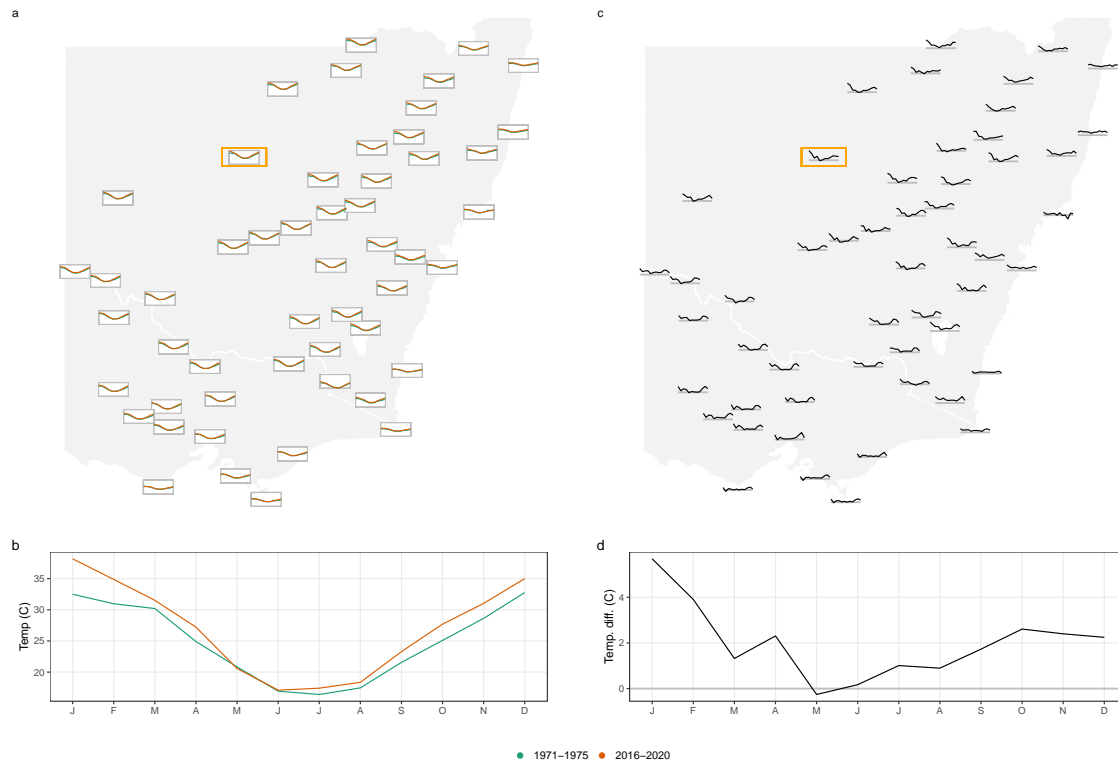 a
c
b
d
Temp (C)
35
30
25
20
J F M A M J J A S O N D
Temp. diff. (C)
4
2
0
J F M A M J J A S O N D
1971−1975 2016−2020